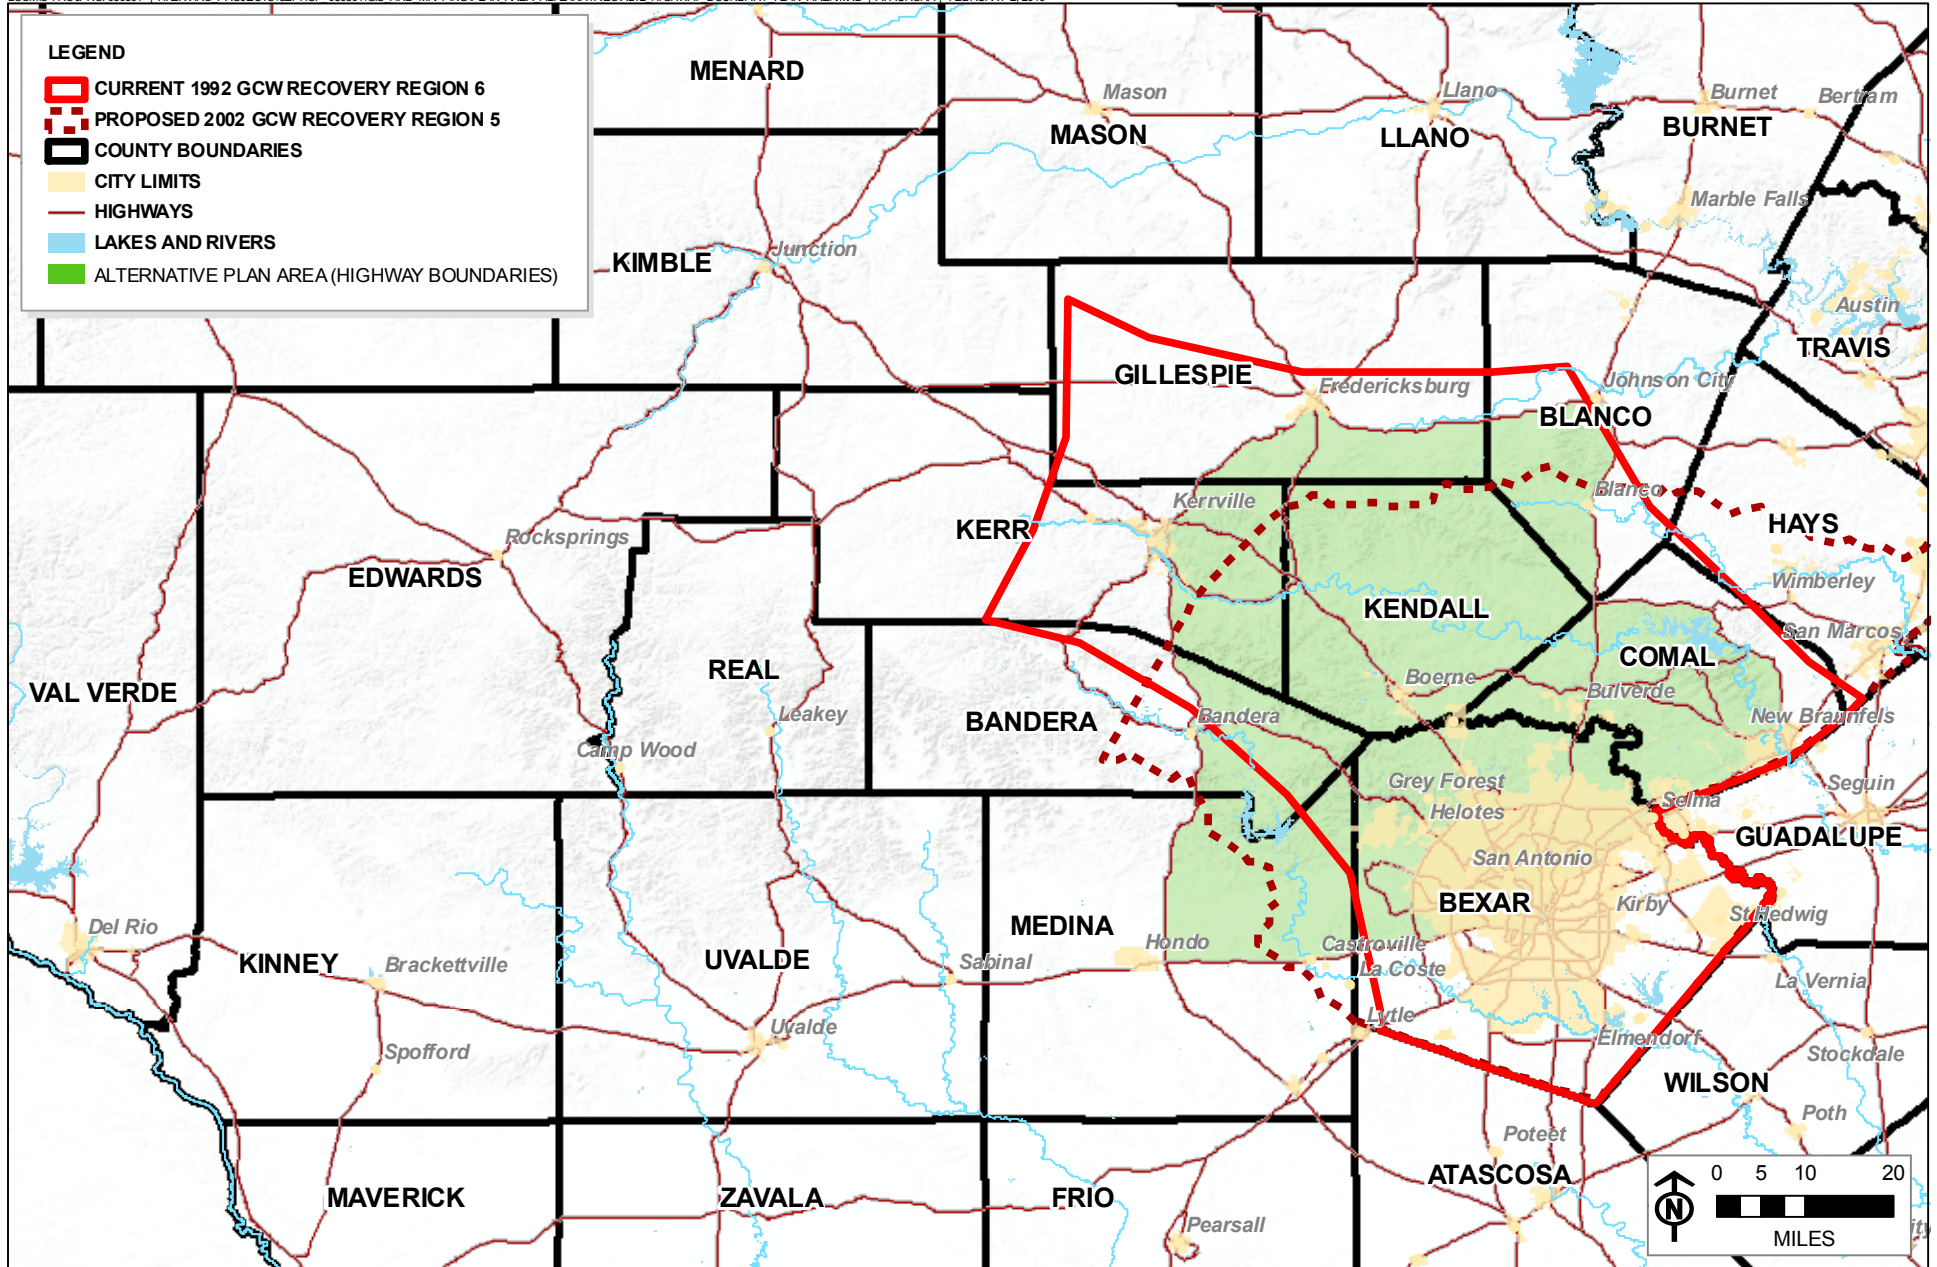 LEGEND
CURRENT 1992 GCW RECOVERY REGION 6
PROPOSED 2002 GCW RECOVERY REGION 5
COUNTY BOUNDARIES
CITY LIMITS
HIGHWAYS
LAKES AND RIVERS
ALTERNATIVE PLAN AREA (HIGHWAY BOUNDARIES)
MENARD
Mason
MASON
Llano
LLANO
Burnet
Bertram
BURNET
Marble Falls
KIMBLE
Junction
Austin
TRAVIS
GILLESPIE
Fredericksburg
Johnson City
BLANCO
Kerrville
Blanco
KERR
HAYS
Rocksprings
EDWARDS
Wimberley
KENDALL
San Marcos
COMAL
REAL
VAL VERDE
Boerne
Bulverde
Leakey
BANDERA
Bandera
New Braunfels
Camp Wood
Grey Forest
Helotes
Selma
Seguin
GUADALUPE
San Antonio
BEXAR
Kirby
St Hedwig
MEDINA
Del Rio
Hondo
Castroville
KINNEY
Brackettville
UVALDE
Sabinal
La Coste
La Vernia
Lytle
Uvalde
Elmendorf
Spofford
Stockdale
WILSON
Poth
Poteet
ATASCOSA
MAVERICK
ZAVALA
FRIO
Pearsall
0 5 10 20
N
MILES